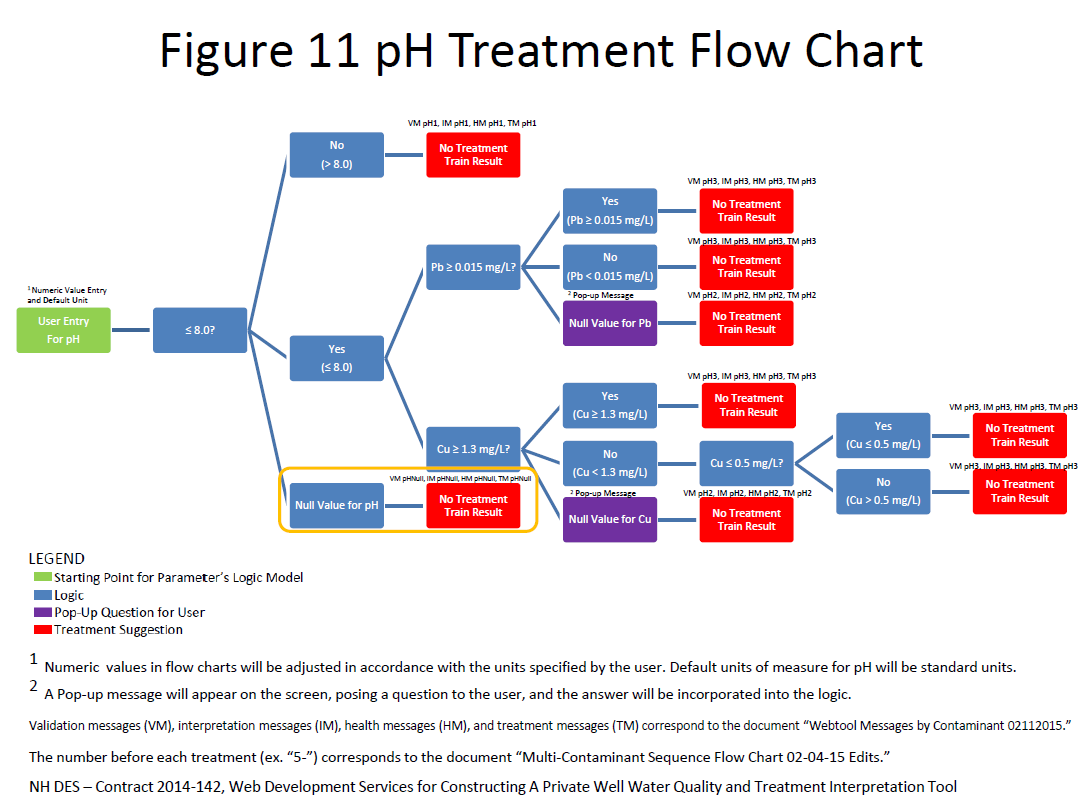 Figure 11 pH Treatment Flow Chart
1 Numeric Value Entry
and Default Unit
User Entry
For pH
≤ 8.0?
No
(> 8.0)
VM pH1, IM pH1, HM pH1, TM pH1
No Treatment
Train Result
Yes
(≤ 8.0)
Pb ≥ 0.015 mg/L?
Yes
(Pb ≥ 0.015 mg/L)
VM pH3, IM pH3, HM pH3, TM pH3
No Treatment
Train Result
No
(Pb < 0.015 mg/L)
VM pH3, IM pH3, HM pH3, TM pH3
No Treatment
Train Result
2 Pop-up Message
Null Value for Pb
VM pH2, IM pH2, HM pH2, TM pH2
No Treatment
Train Result
Cu ≥ 1.3 mg/L?
Yes
(Cu ≥ 1.3 mg/L)
VM pH3, IM pH3, HM pH3, TM pH3
No Treatment
Train Result
No
(Cu < 1.3 mg/L)
Cu ≤ 0.5 mg/L?
Yes
(Cu ≤ 0.5 mg/L)
VM pH3, IM pH3, HM pH3, TM pH3
No Treatment
Train Result
No
(Cu > 0.5 mg/L)
VM pH3, IM pH3, HM pH3, TM pH3
No Treatment
Train Result
2 Pop-up Message
Null Value for Cu
VM pH2, IM pH2, HM pH2, TM pH2
No Treatment
Train Result
Null Value for pH
VM pHNull, IM pHNull, HM pHNull, TM pHNull
No Treatment
Train Result
LEGEND
Starting Point for Parameter's Logic Model
Logic
Pop-Up Question for User
Treatment Suggestion
1 Numeric values in flow charts will be adjusted in accordance with the units specified by the user. Default units of measure for pH will be standard units.
2 A Pop-up message will appear on the screen, posing a question to the user, and the answer will be incorporated into the logic.
Validation messages (VM), interpretation messages (IM), health messages (HM), and treatment messages (TM) correspond to the document “Webtool Messages by Contaminant 02112015.”
The number before each treatment (ex. “5-”) corresponds to the document “Multi-Contaminant Sequence Flow Chart 02-04-15 Edits.”
NH DES – Contract 2014-142, Web Development Services for Constructing A Private Well Water Quality and Treatment Interpretation Tool